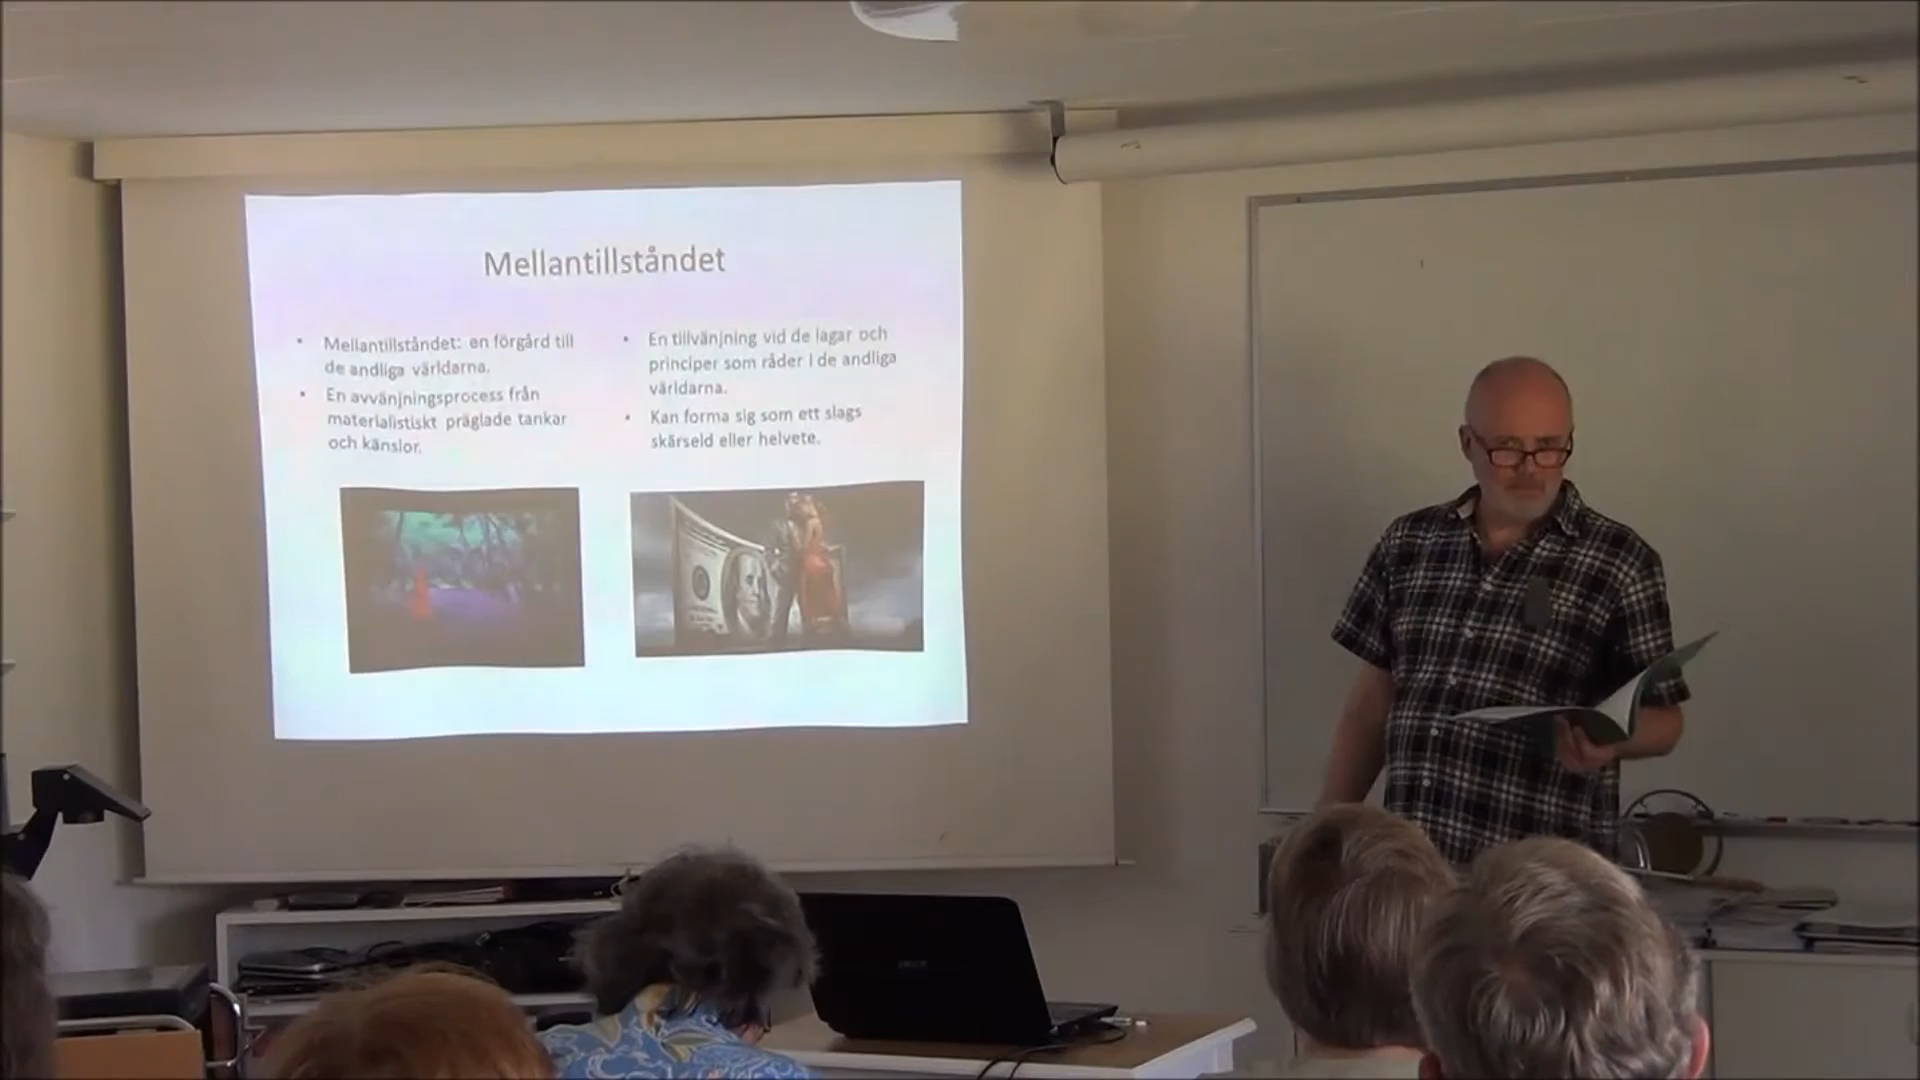 Mellantillståndet
• Mellantillståndet: en förgård till
de andliga världarna.
• En avvänjningsprocess från
materialistiskt präglade tankar
och känslor.
• En tillvänjning vid de lagar och
principer som råder i de andliga
världarna.
• Kan forma sig som ett slags
skärseld eller helvete.